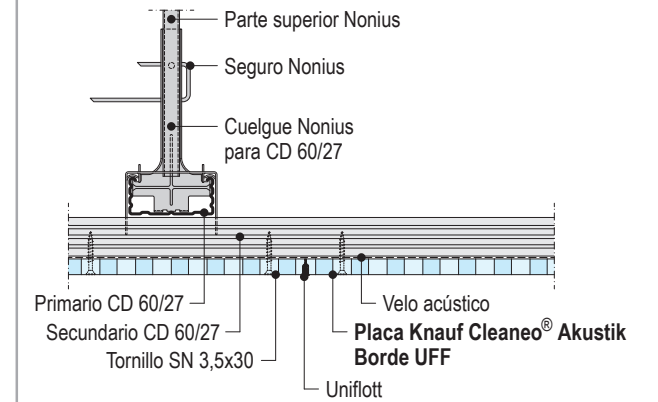 Parte superior Nonius
Seguro Nonius
Cuelgue Nonius
para CD 60/27
Primario CD 60/27
Secundario CD 60/27
Tornillo SN 3,5x30
Velo acústico
Placa Knauf Cleaneo® Akustik
Borde UFF
Uniflott